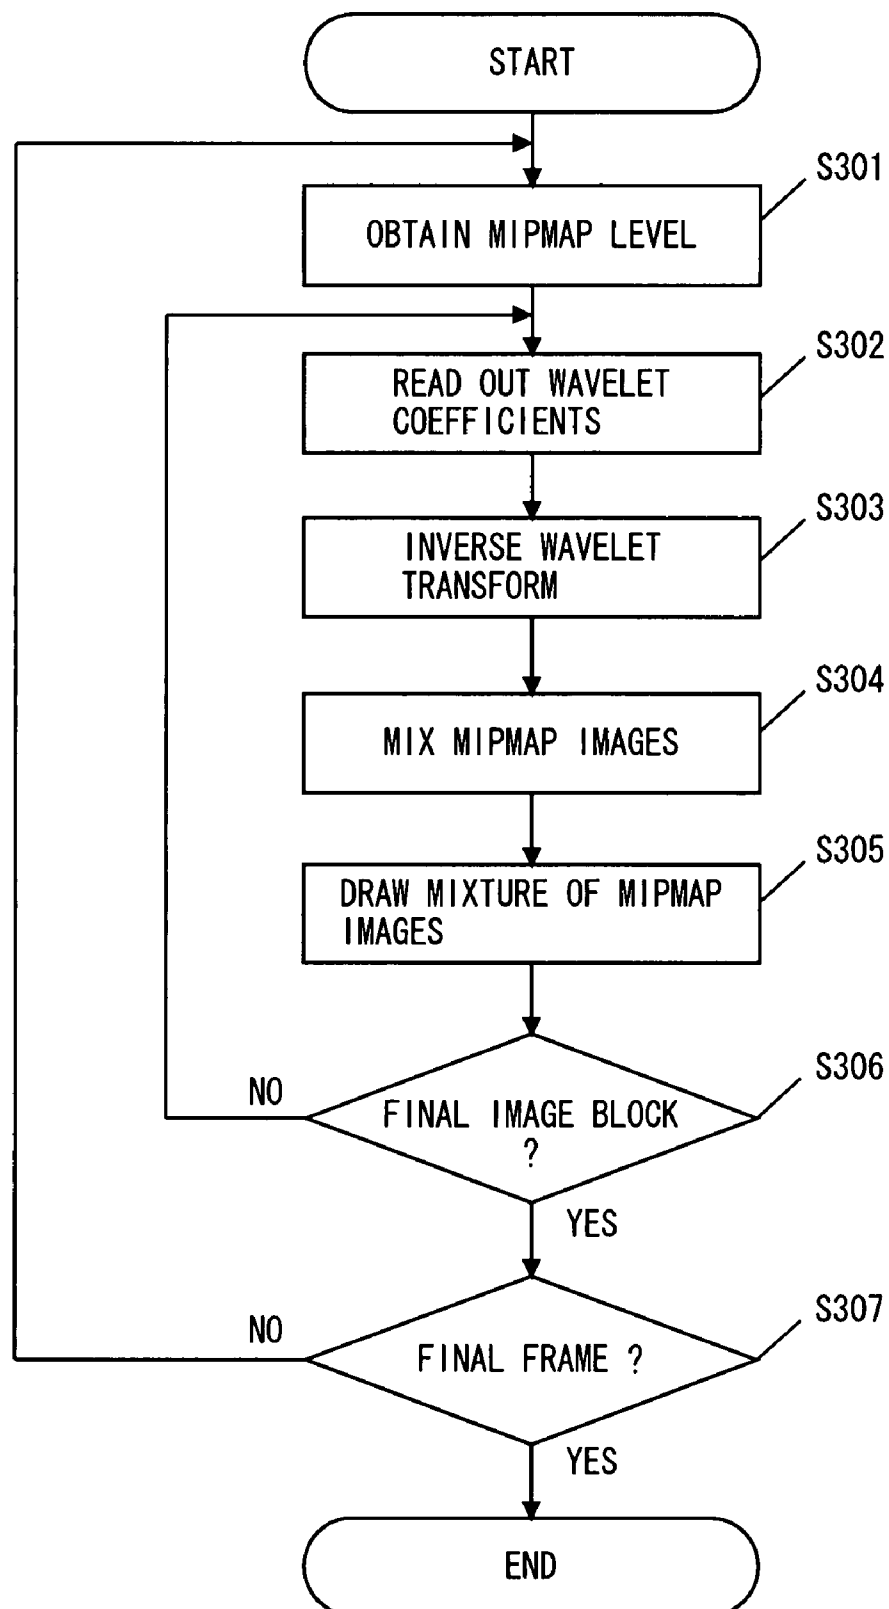 START
S301
OBTAIN MIPMAP LEVEL
S302
READ OUT WAVELET
COEFFICIENTS
S303
INVERSE WAVELET
TRANSFORM
S304
MIX MIPMAP IMAGES
S305
DRAW MIXTURE OF MIPMAP
IMAGES
S306
NO
FINAL IMAGE BLOCK
?
YES
S307
NO
FINAL FRAME ?
YES
END